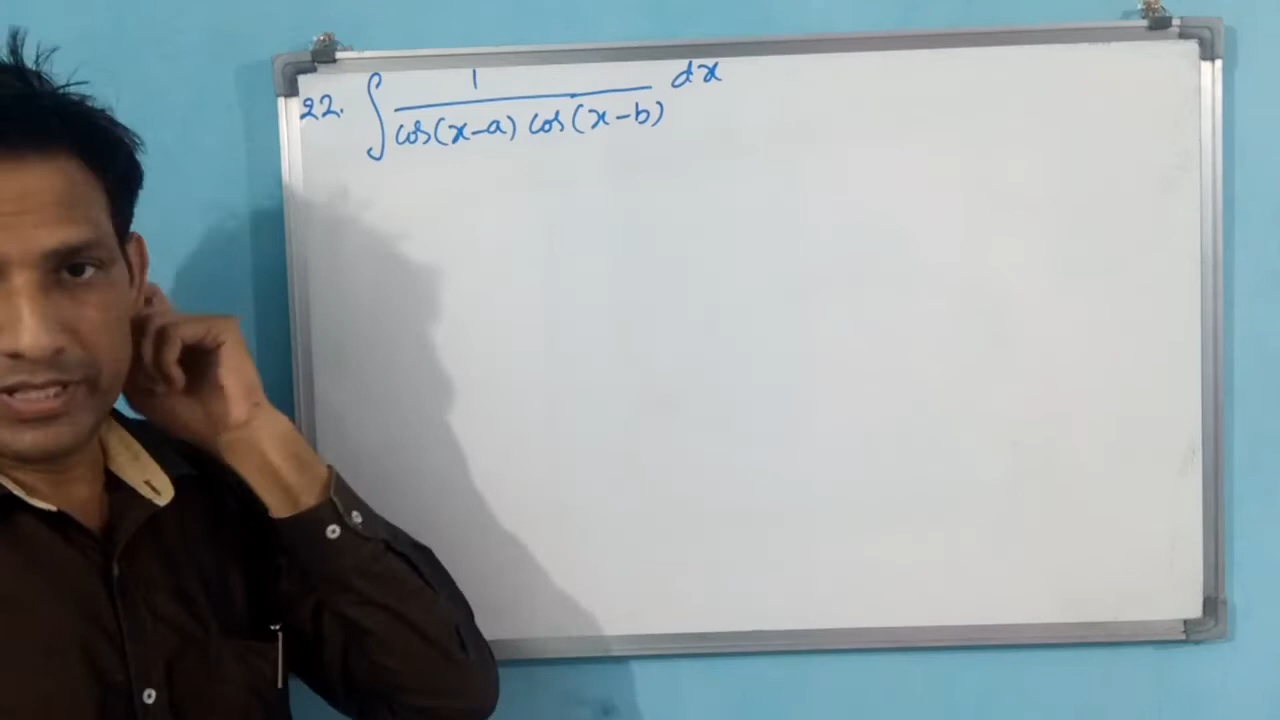 22. ∫ 1 / cos(x-a) cos(x-b) dx